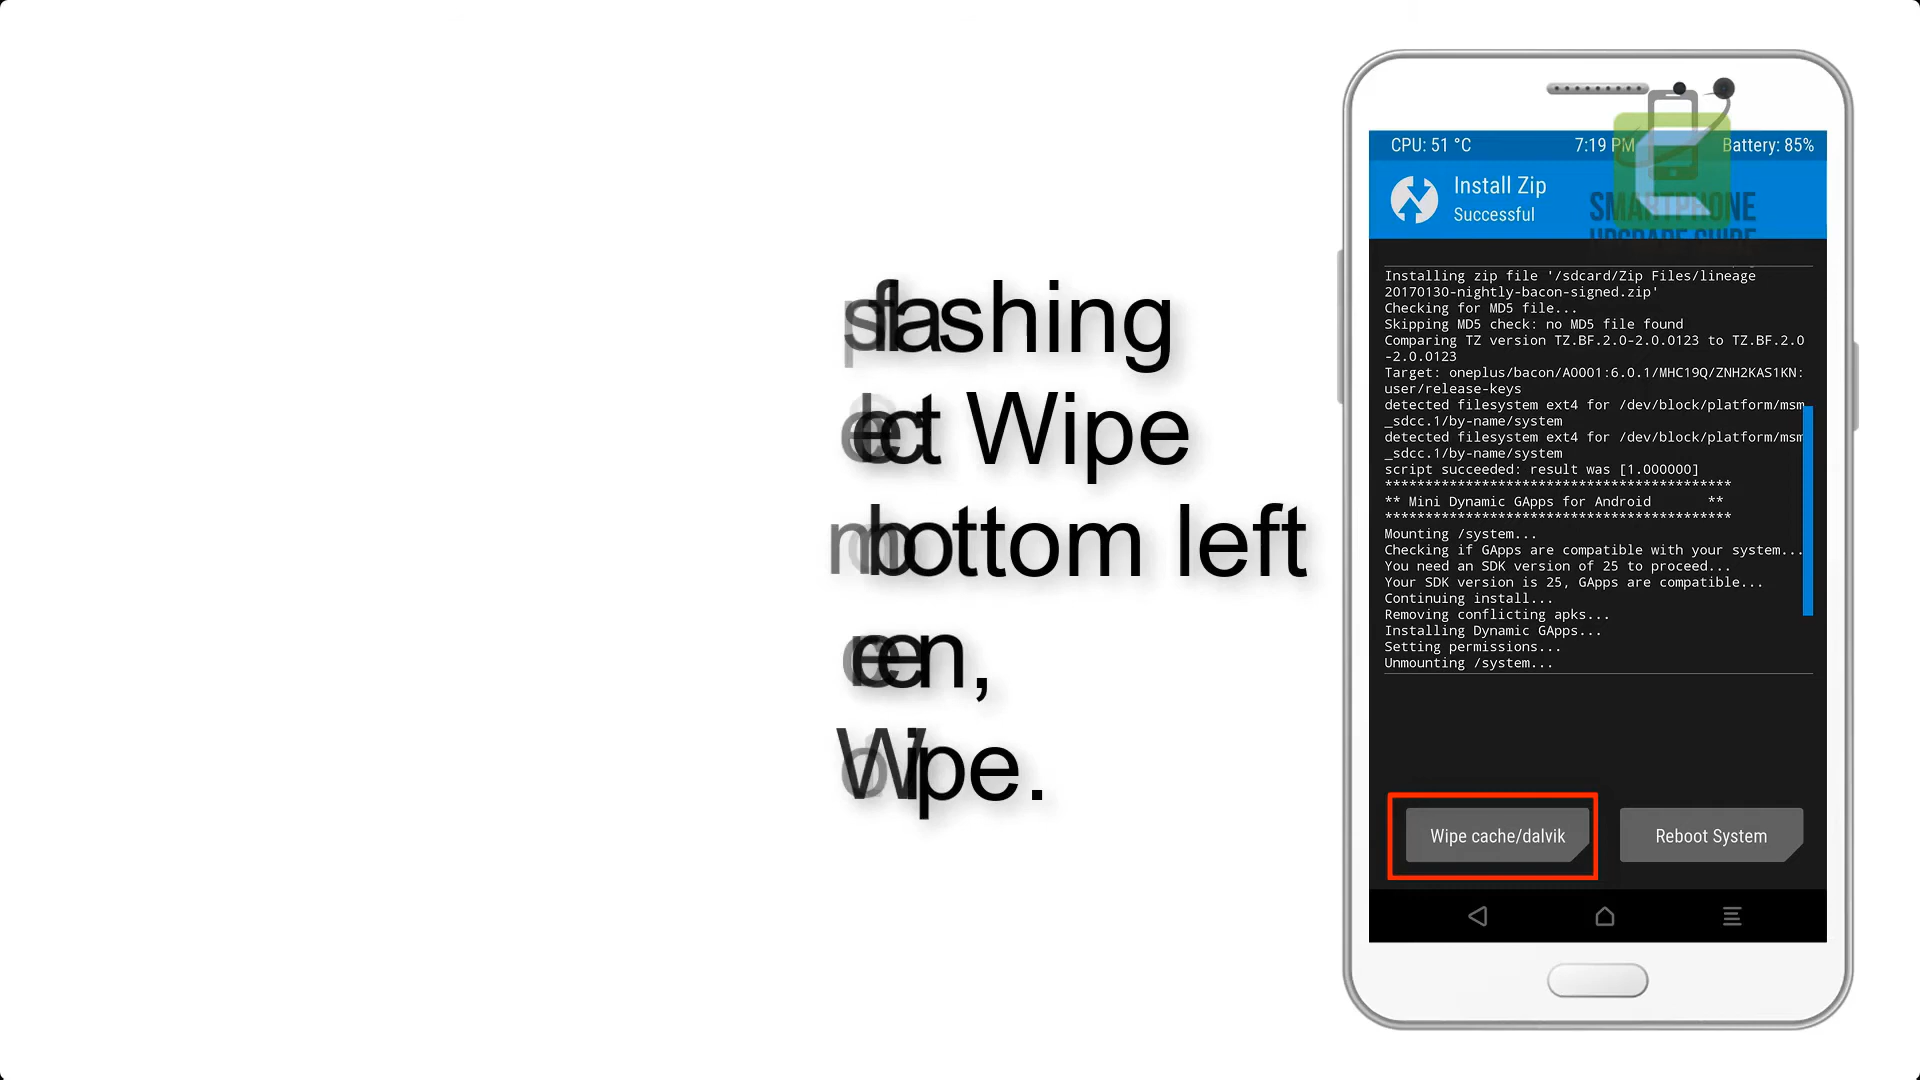 flashing
Wipe
bottom left
Wipe.
CPU: 51 °C 7:19 PM Battery: 85%
Install Zip
Successful
SMARTPHONE
UPGRADE GUIDE
Installing zip file '/sdcard/Zip Files/lineage
20170130-nightly-bacon-signed.zip'
Checking for MD5 file...
Skipping MD5 check: no MD5 file found
Comparing TZ version TZ.BF.2.0-2.0.0123 to TZ.BF.2.0
-2.0.0123
Target: oneplus/bacon/A0001:6.0.1/MHC19Q/ZNH2KAS1KN:
user/release-keys
detected filesystem ext4 for /dev/block/platform/msm
_sdcc.1/by-name/system
detected filesystem ext4 for /dev/block/platform/msm
_sdcc.1/by-name/system
script succeeded: result was [1.000000]
*******************************************
** Mini Dynamic GApps for Android **
*******************************************
Mounting /system...
Checking if GApps are compatible with your system...
You need an SDK version of 25 to proceed...
Your SDK version is 25, GApps are compatible...
Continuing install...
Removing conflicting apks...
Installing Dynamic GApps...
Setting permissions...
Unmounting /system...
Wipe cache/dalvik
Reboot System